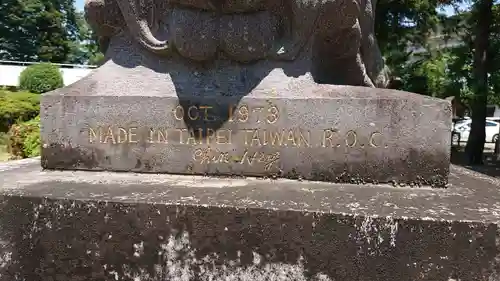 OCT. 1973
MADE IN TAIPEI TAIWAN R.O.C.